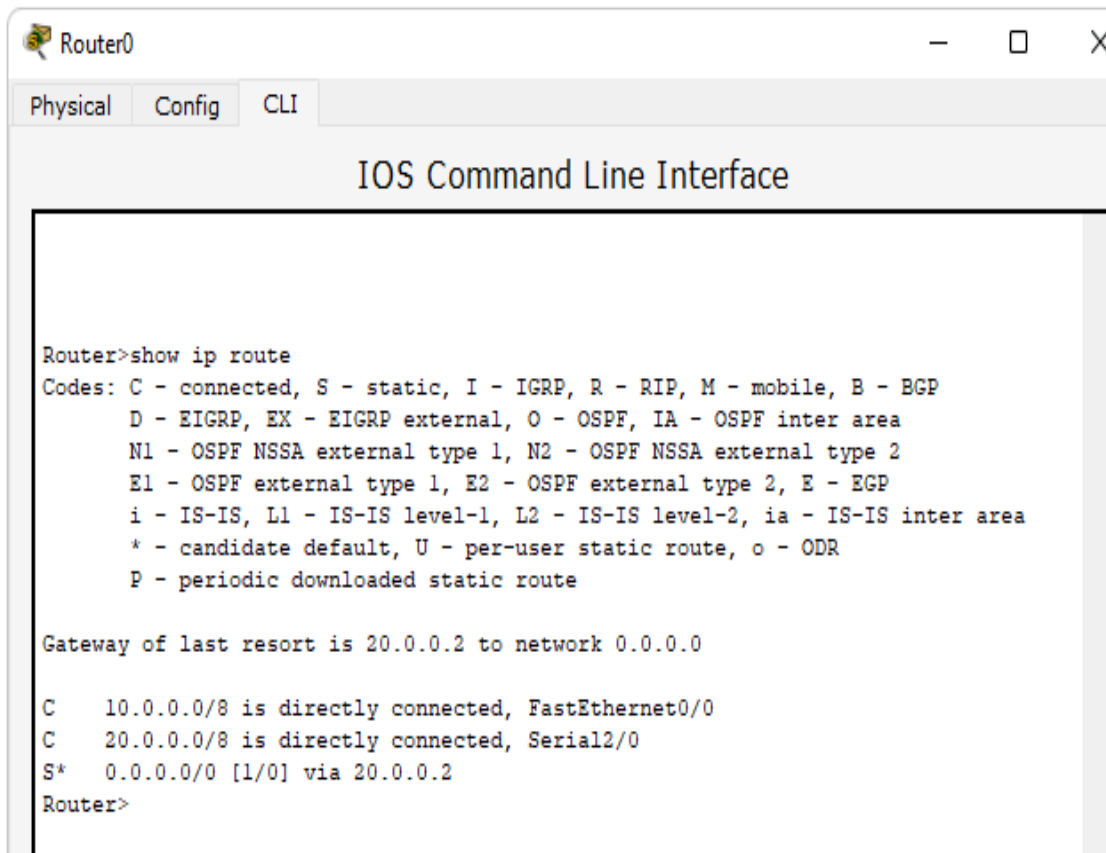 Router0
Physical Config CLI
IOS Command Line Interface
Router>show ip route
Codes: C - connected, S - static, I - IGRP, R - RIP, M - mobile, B - BGP
D - EIGRP, EX - EIGRP external, O - OSPF, IA - OSPF inter area
N1 - OSPF NSSA external type 1, N2 - OSPF NSSA external type 2
E1 - OSPF external type 1, E2 - OSPF external type 2, E - EGP
i - IS-IS, L1 - IS-IS level-1, L2 - IS-IS level-2, ia - IS-IS inter area
* - candidate default, U - per-user static route, o - ODR
P - periodic downloaded static route
Gateway of last resort is 20.0.0.2 to network 0.0.0.0
C 10.0.0.0/8 is directly connected, FastEthernet0/0
C 20.0.0.0/8 is directly connected, Serial2/0
S* 0.0.0.0/0 [1/0] via 20.0.0.2
Router>